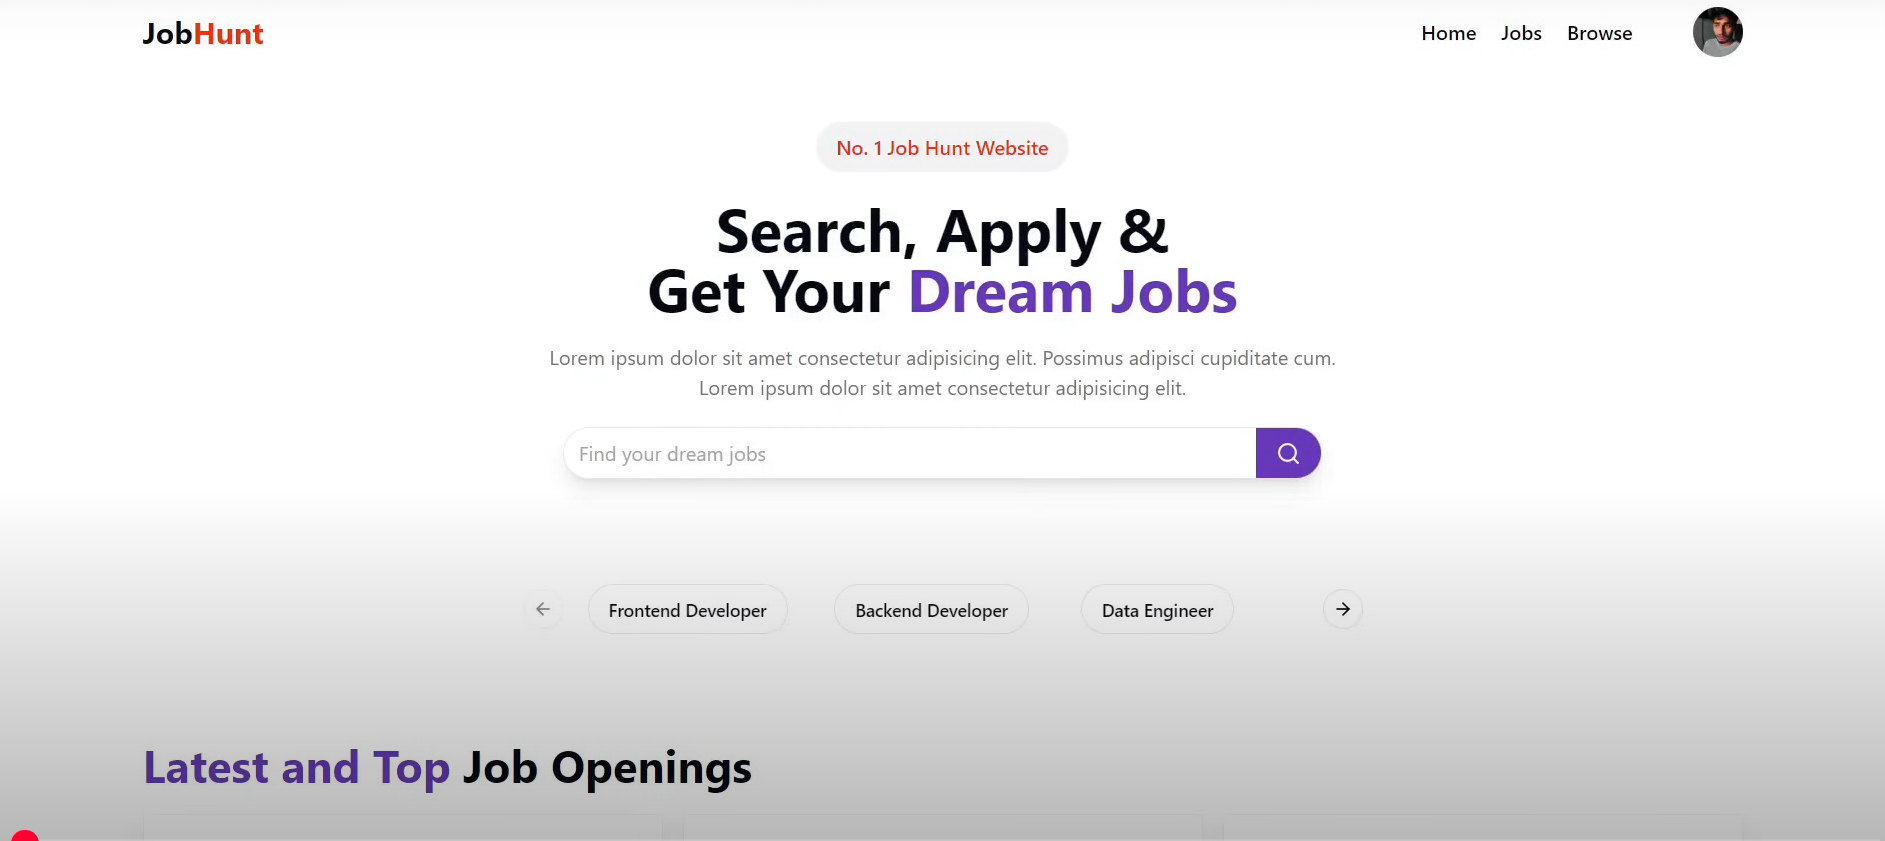 JobHunt
Home Jobs Browse
No. 1 Job Hunt Website
Search, Apply &
Get Your Dream Jobs
Lorem ipsum dolor sit amet consectetur adipisicing elit. Possimus adipisci cupiditate cum.
Lorem ipsum dolor sit amet consectetur adipisicing elit.
Find your dream jobs
Frontend Developer Backend Developer Data Engineer
Latest and Top Job Openings